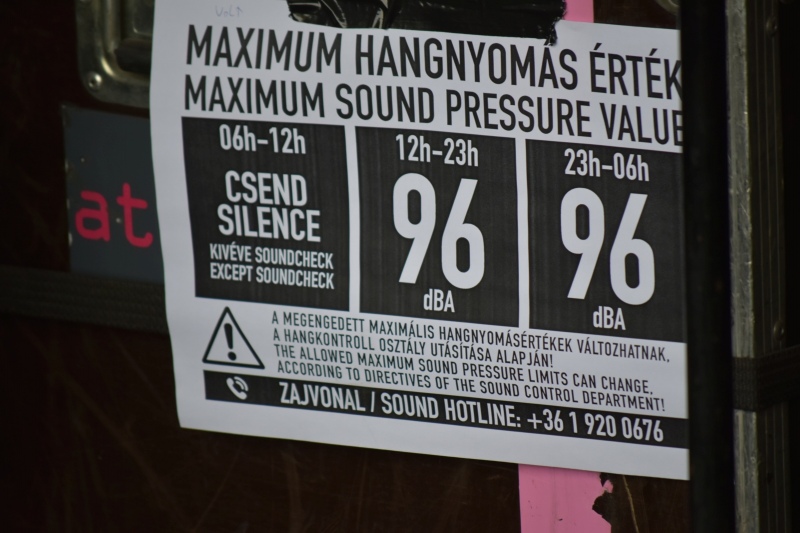 VOLT
MAXIMUM HANGNYOMÁS ÉRTÉK
MAXIMUM SOUND PRESSURE VALUE
06h-12h
CSEND
SILENCE
KIVÉVE SOUNDCHECK
EXCEPT SOUNDCHECK
12h-23h
96
dBA
23h-06h
96
dBA
at
A MEGENGEDETT MAXIMÁLIS HANGNYOMÁSÉRTÉKEK VÁLTOZHATNAK,
A HANGKONTROLL OSZTÁLY UTÁSÍTÁSA ALAPJÁN!
THE ALLOWED MAXIMUM SOUND PRESSURE LIMITS CAN CHANGE,
ACCORDING TO DIRECTIVES OF THE SOUND CONTROL DEPARTMENT!
ZAJVONAL / SOUND HOTLINE: +36 1 920 0676